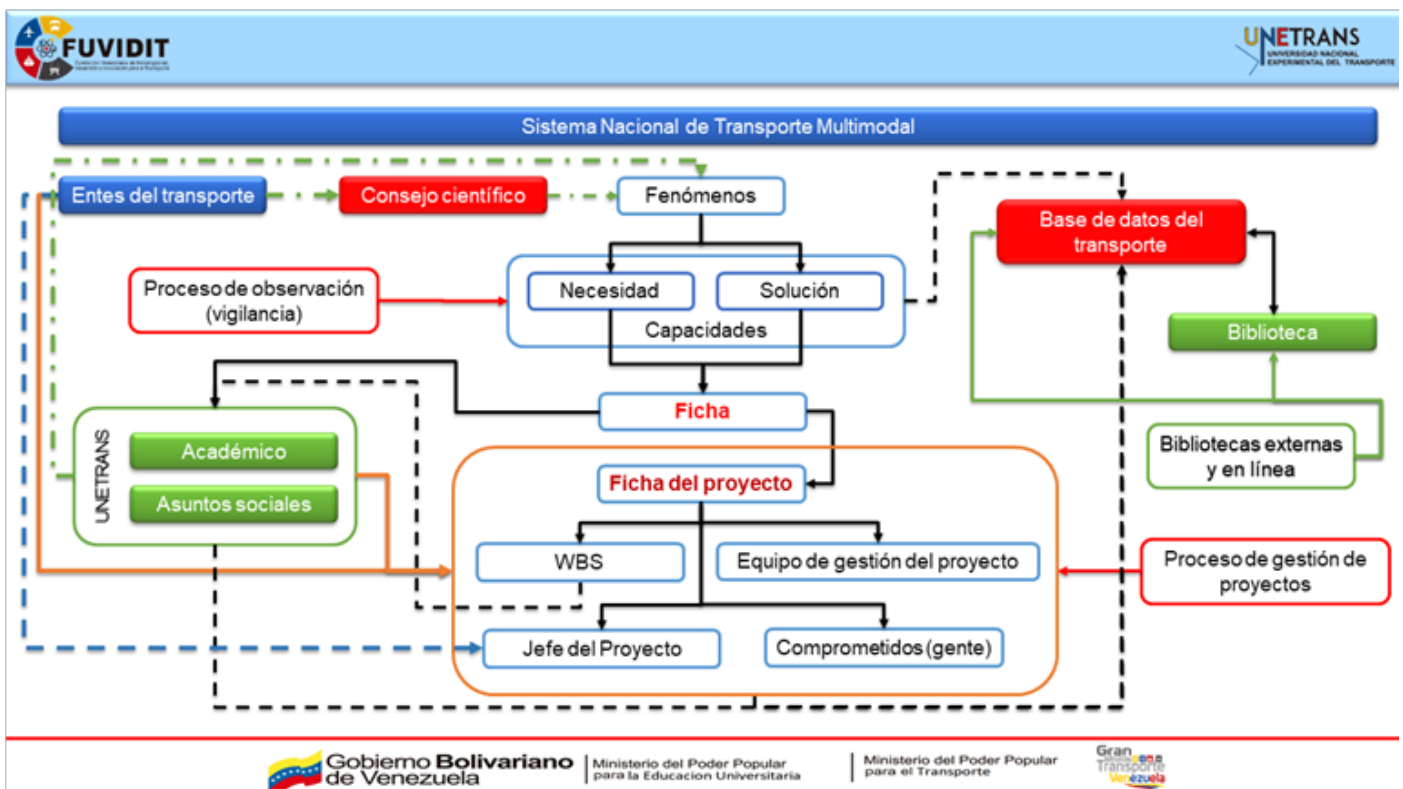 FUVIDIT
UNETRANS
UNIVERSIDAD NACIONAL
EXPERIMENTAL DEL TRANSPORTE
Sistema Nacional de Transporte Multimodal
Entes del transporte
Consejo científico
Fenómenos
Base de datos del
transporte
Proceso de observación
(vigilancia)
Necesidad
Solución
Capacidades
Biblioteca
Ficha
UNETRANS
Académico
Asuntos sociales
Bibliotecas externas
y en línea
Ficha del proyecto
WBS
Equipo de gestión del proyecto
Proceso de gestión de
proyectos
Jefe del Proyecto
Comprometidos (gente)
Gobierno Bolivariano
de Venezuela
Ministerio del Poder Popular
para la Educacion Universitaria
Ministerio del Poder Popular
para el Transporte
Gran
Transporte
Venezuela